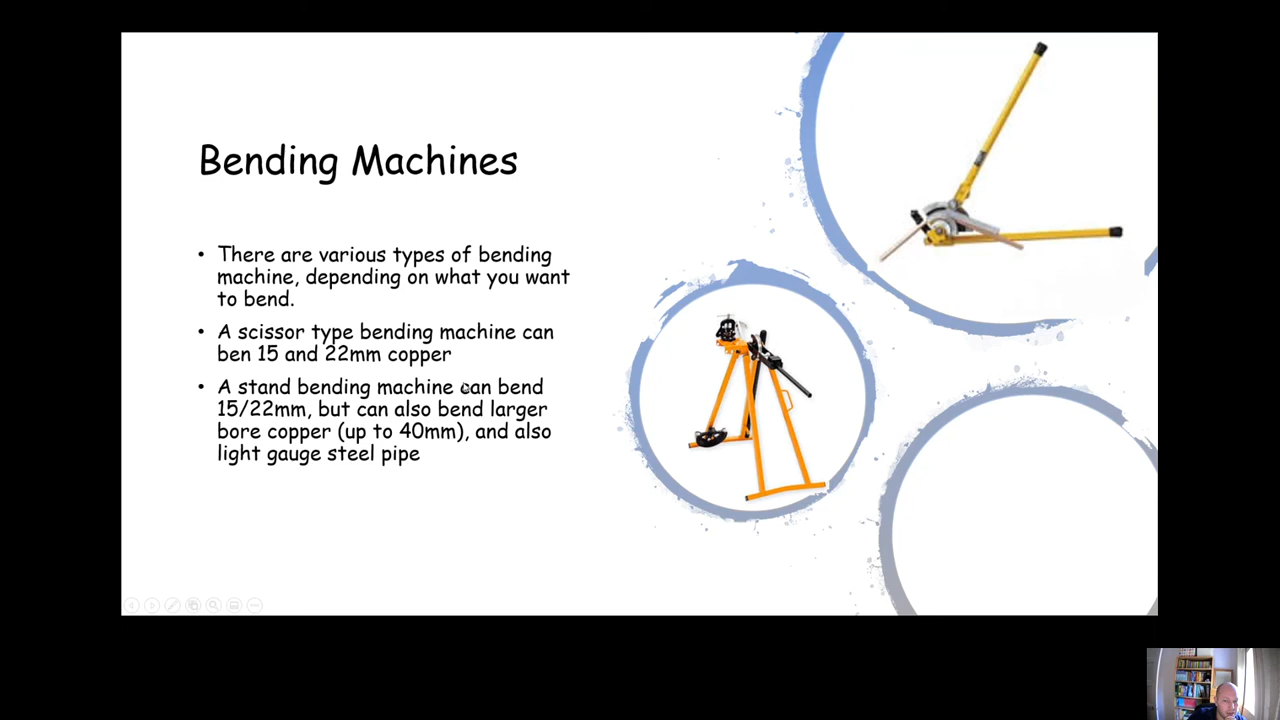 Bending Machines
• There are various types of bending
machine, depending on what you want
to bend.
• A scissor type bending machine can
ben 15 and 22mm copper
• A stand bending machine can bend
15/22mm, but can also bend larger
bore copper (up to 40mm), and also
light gauge steel pipe